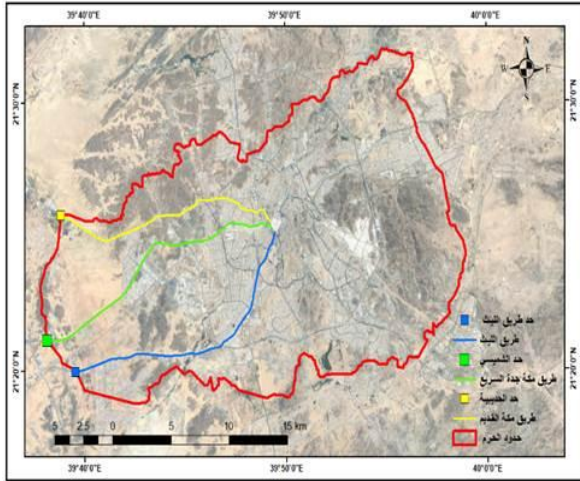 39°40'0"E 39°50'0"E 40°0'0"E
N
W E
S
21°30'0"N 21°30'0"N
حد طريق الليث
طريق الليث
حد الشميسي
طريق مكة جدة السريع
حد الحديبية
طريق مكة القديم
حدود الحرم
21°20'0"N 21°20'0"N
5 2.5 0 5 10 15 km
39°40'0"E 39°50'0"E 40°0'0"E